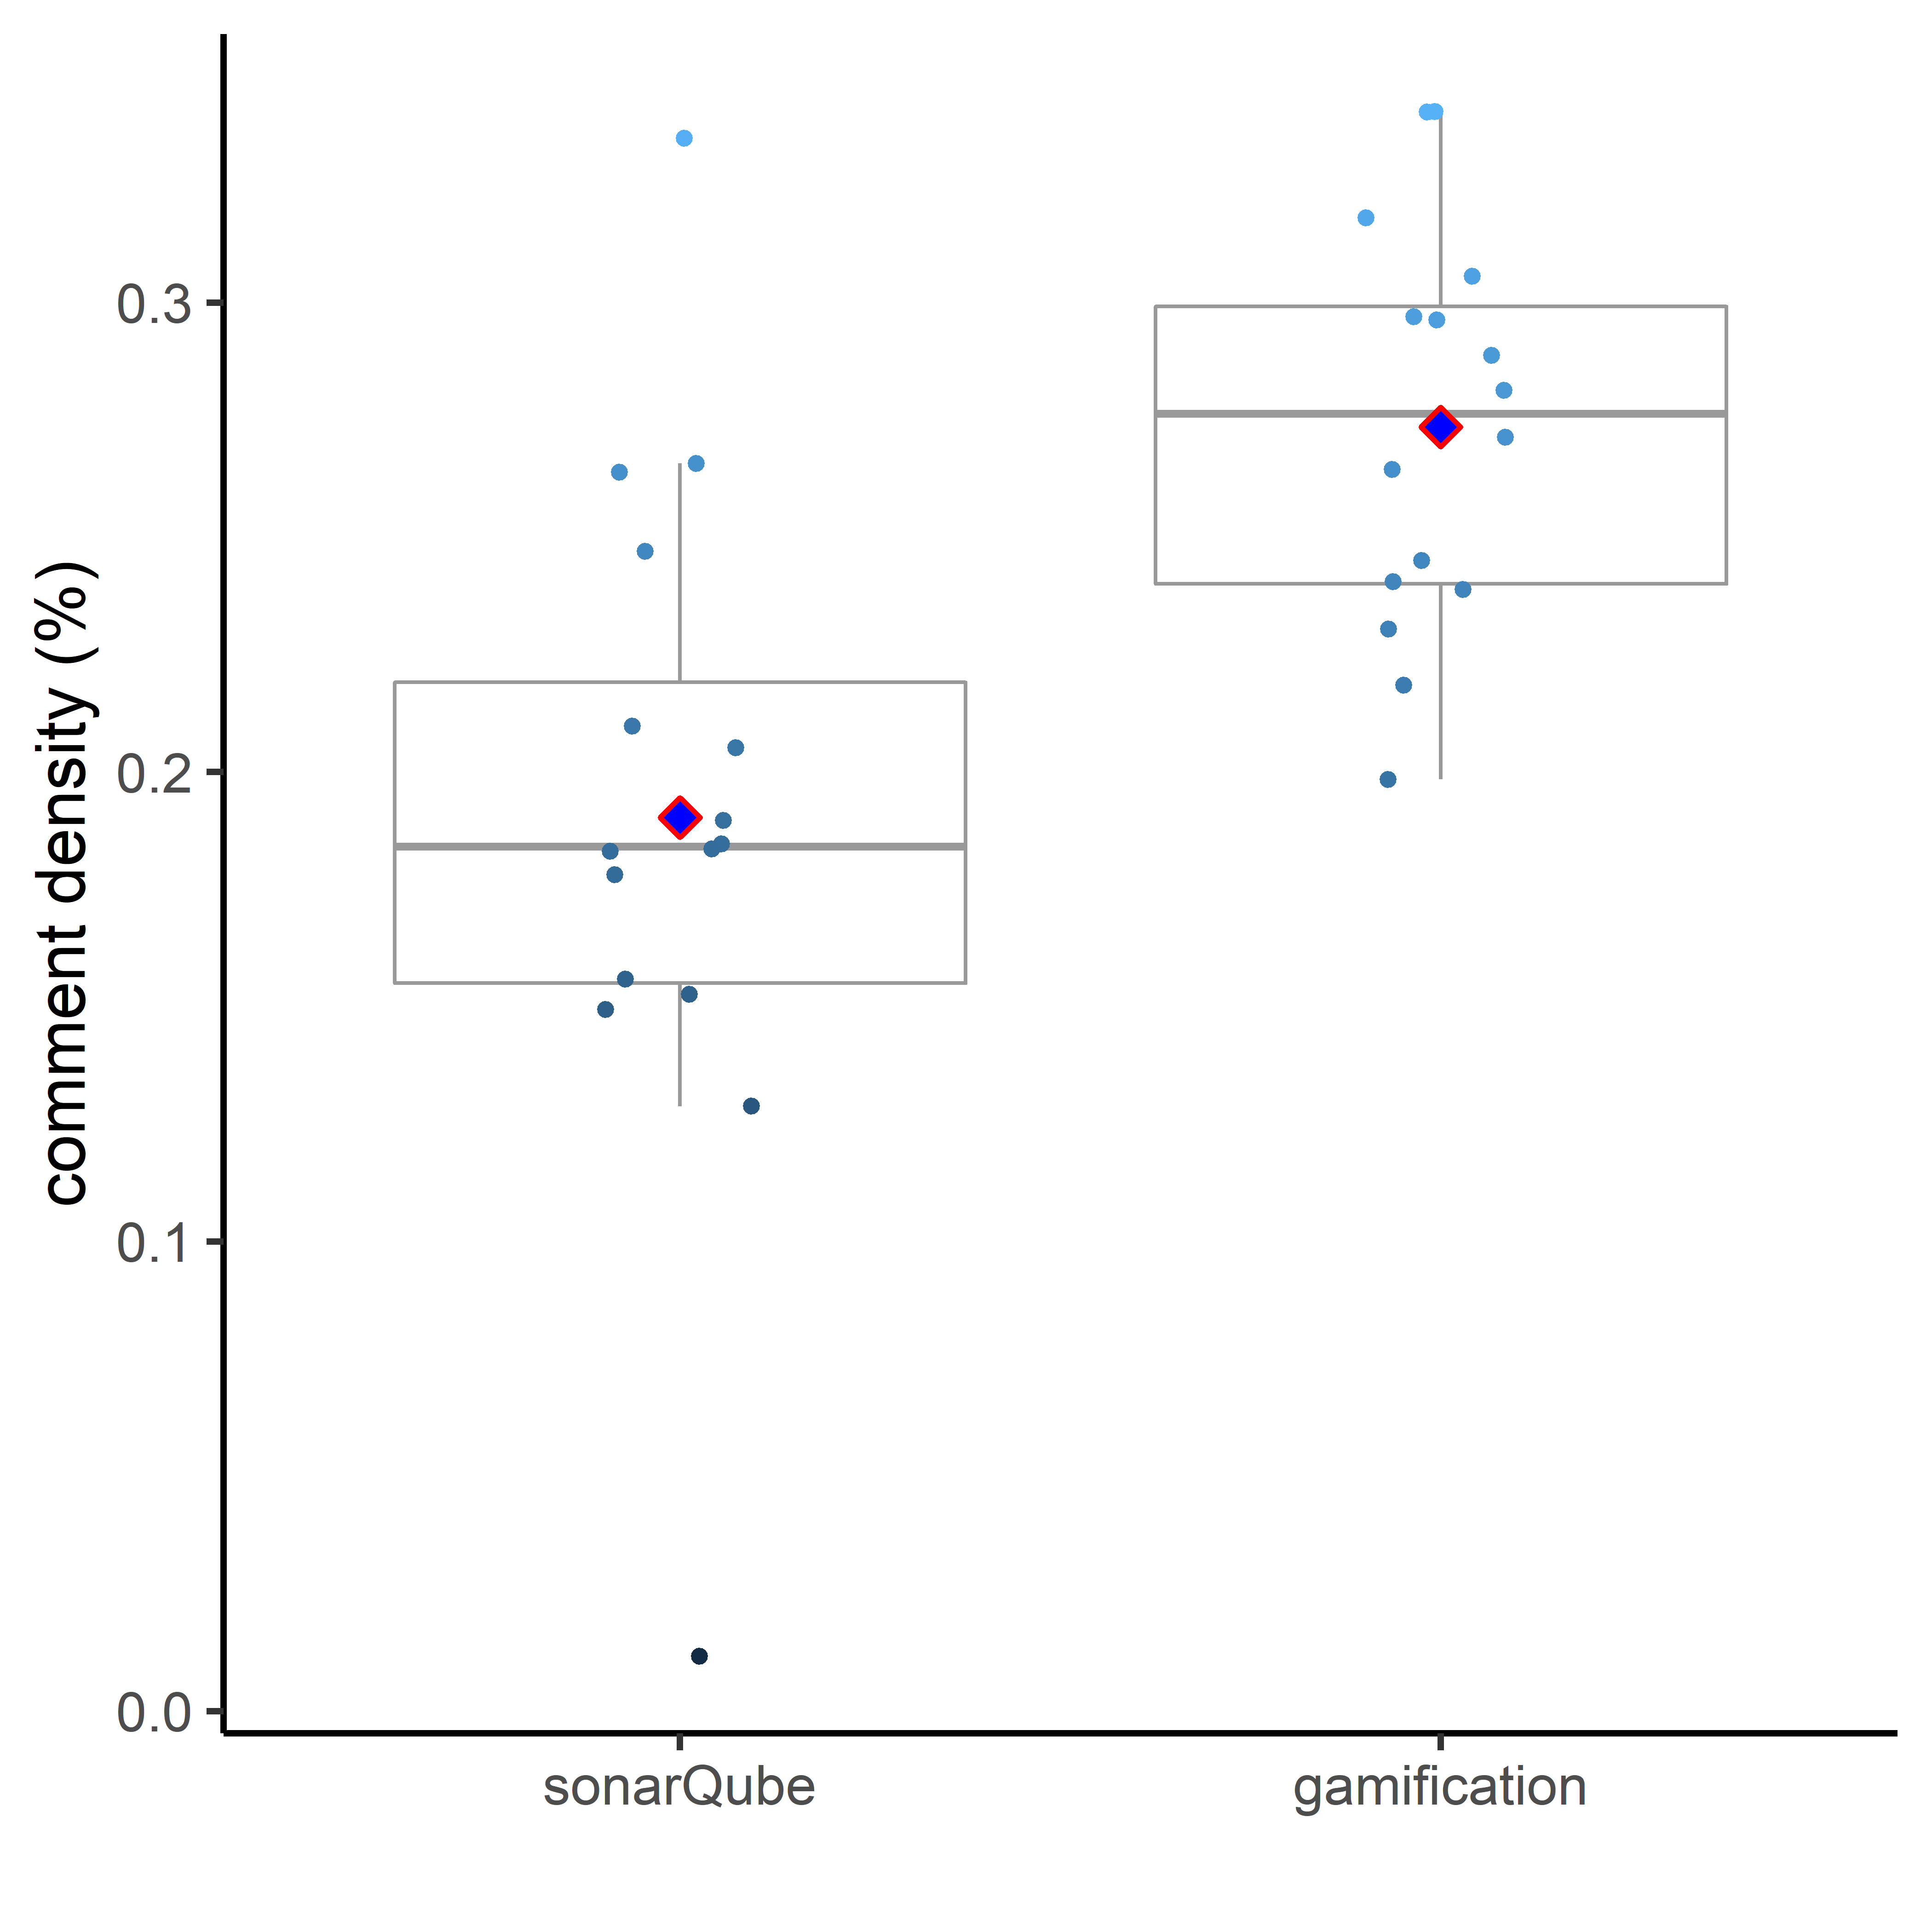 comment density (%)
0.3
0.2
0.1
0.0
sonarQube
gamification